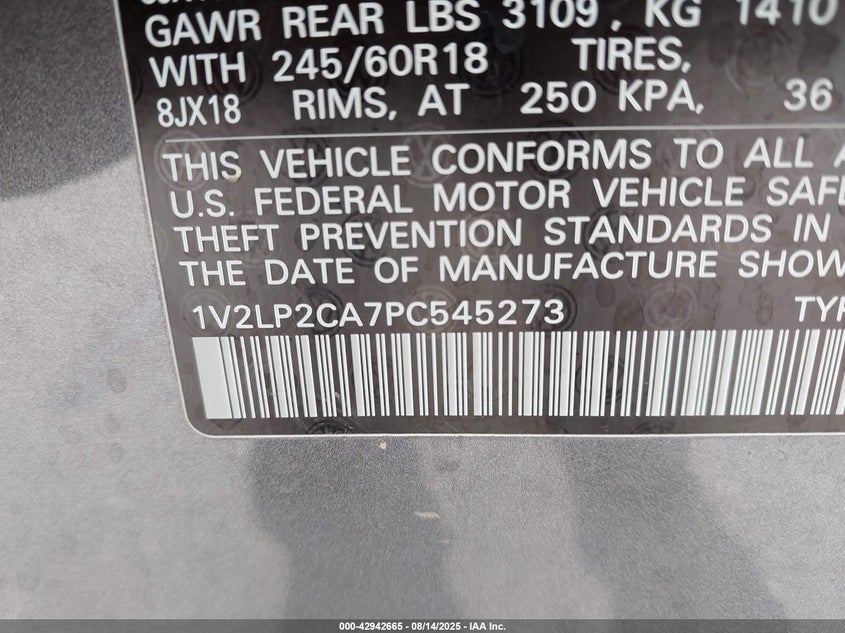 GAWR REAR LBS 3109, KG 1410
WITH 245/60R18 TIRES,
8JX18 RIMS, AT 250 KPA, 36
THIS VEHICLE CONFORMS TO ALL A
U.S. FEDERAL MOTOR VEHICLE SAFE
THEFT PREVENTION STANDARDS IN
THE DATE OF MANUFACTURE SHOW
1V2LP2CA7PC545273 TYP
000-42942665 - 08/14/2025 - IAA Inc.